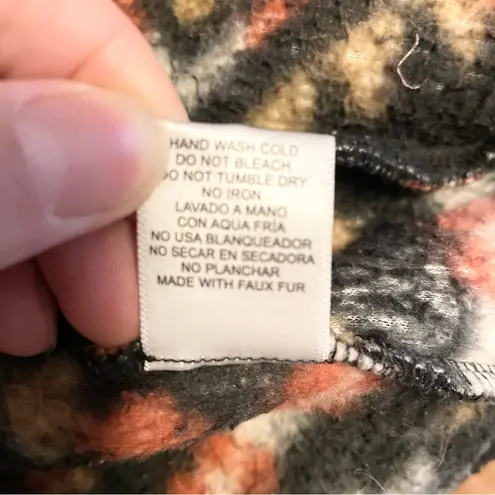 HAND WASH COLD
DO NOT BLEACH
DO NOT TUMBLE DRY
NO IRON
LAVADO A MANO
CON AQUA FRÍA
NO USA BLANQUEADOR
NO SECAR EN SECADORA
NO PLANCHAR
MADE WITH FAUX FUR